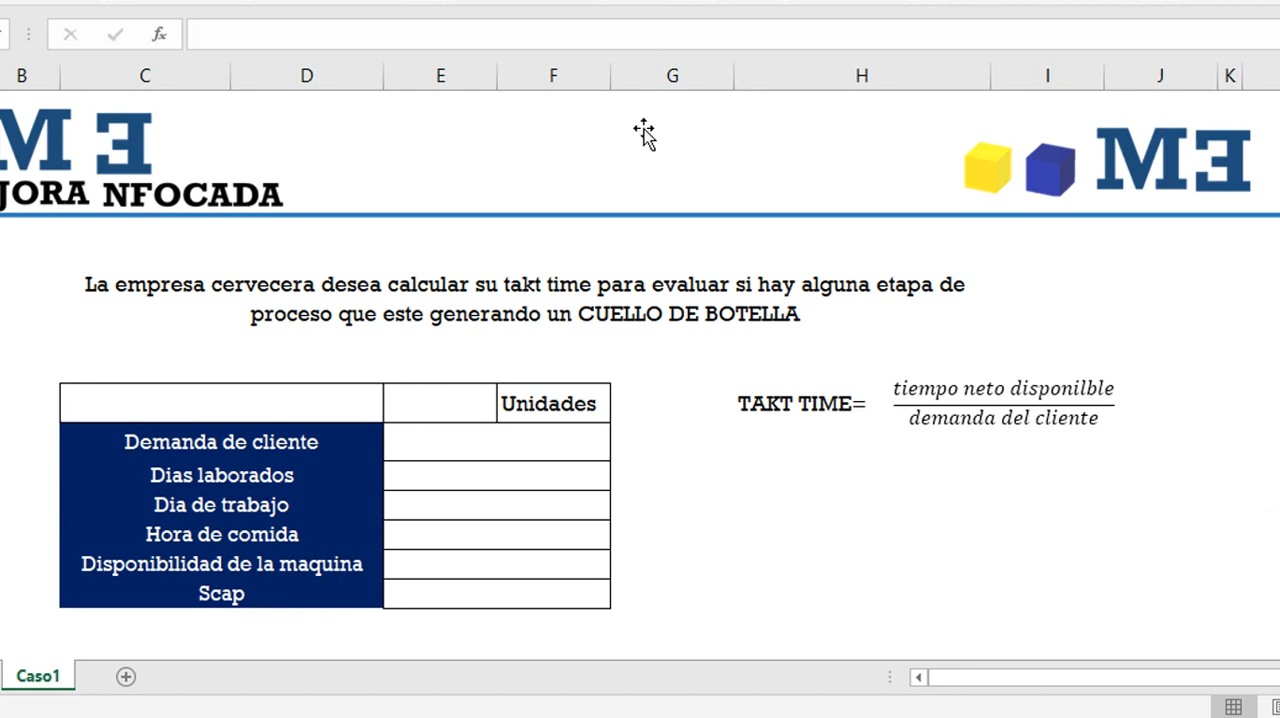 fx
B C D E F G H I J K
M E
JORA NFOCADA
ME
La empresa cervecera desea calcular su takt time para evaluar si hay alguna etapa de
proceso que este generando un CUELLO DE BOTELLA
Unidades
TAKT TIME= tiempo neto disponilble
demanda del cliente
Demanda de cliente
Dias laborados
Dia de trabajo
Hora de comida
Disponibilidad de la maquina
Scap
Caso1